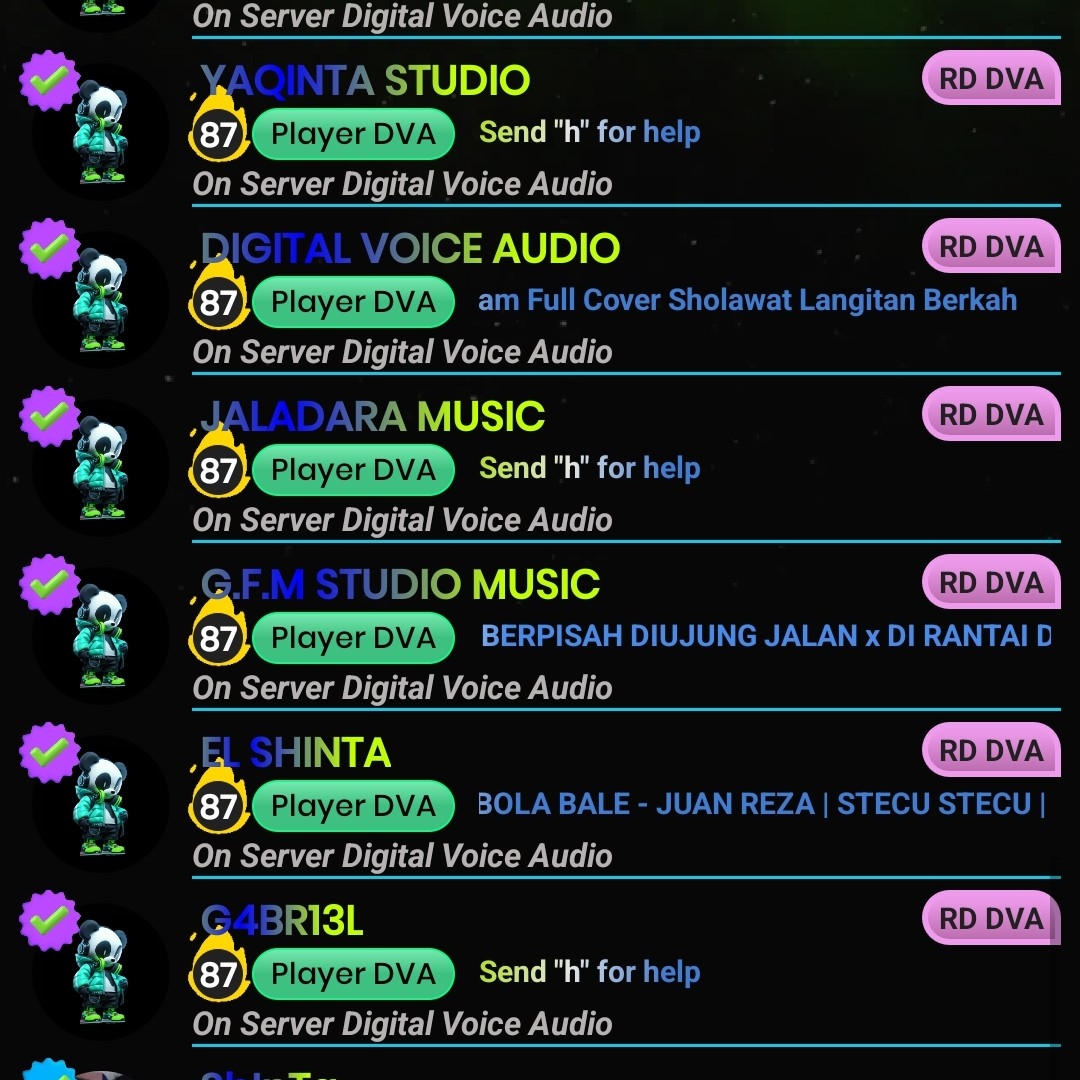 On Server Digital Voice Audio
YAQINTA STUDIO
RD DVA
87 Player DVA Send "h" for help
On Server Digital Voice Audio
DIGITAL VOICE AUDIO
RD DVA
87 Player DVA am Full Cover Sholawat Langitan Berkah
On Server Digital Voice Audio
JALADARA MUSIC
RD DVA
87 Player DVA Send "h" for help
On Server Digital Voice Audio
G.F.M STUDIO MUSIC
RD DVA
87 Player DVA BERPISAH DIUJUNG JALAN x DI RANTAI D
On Server Digital Voice Audio
EL SHINTA
RD DVA
87 Player DVA BOLA BALE - JUAN REZA | STECU STECU |
On Server Digital Voice Audio
G4BR13L
RD DVA
87 Player DVA Send "h" for help
On Server Digital Voice Audio